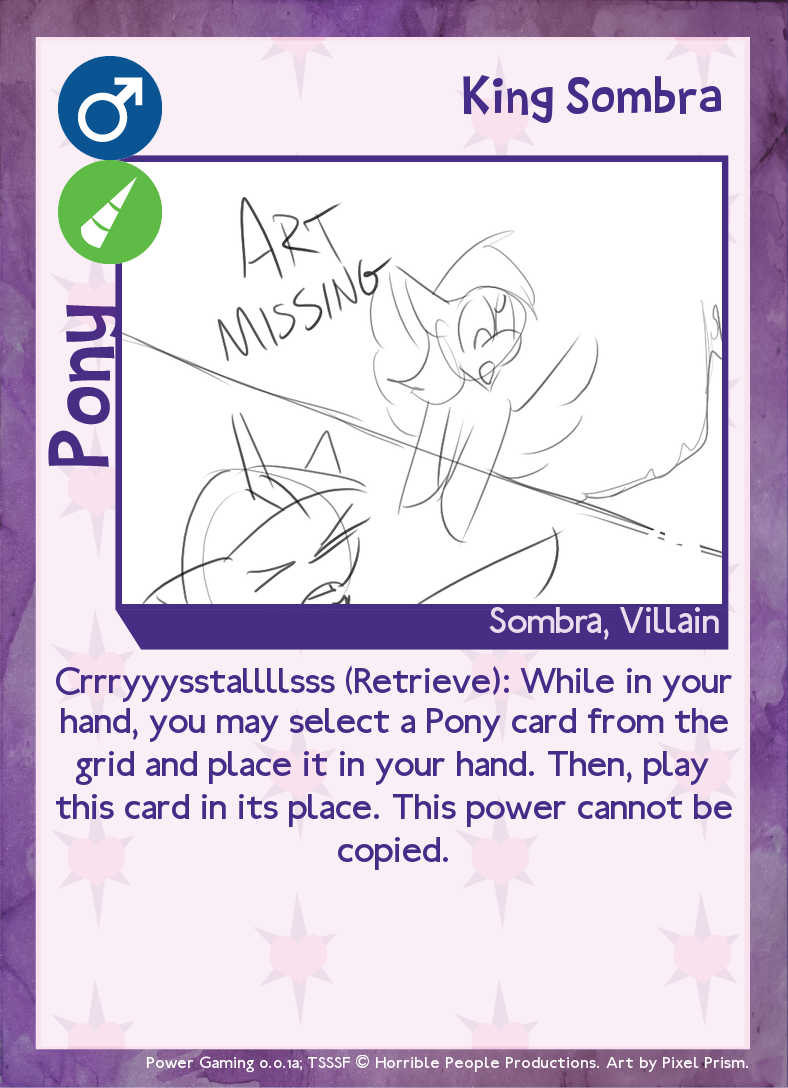 King Sombra
ART
MISSING
Pony
Sombra, Villain
Crrryyysstallllsss (Retrieve): While in your
hand, you may select a Pony card from the
grid and place it in your hand. Then, play
this card in its place. This power cannot be
copied.
Power Gaming 0.0.1a; TSSSF © Horrible People Productions. Art by Pixel Prism.